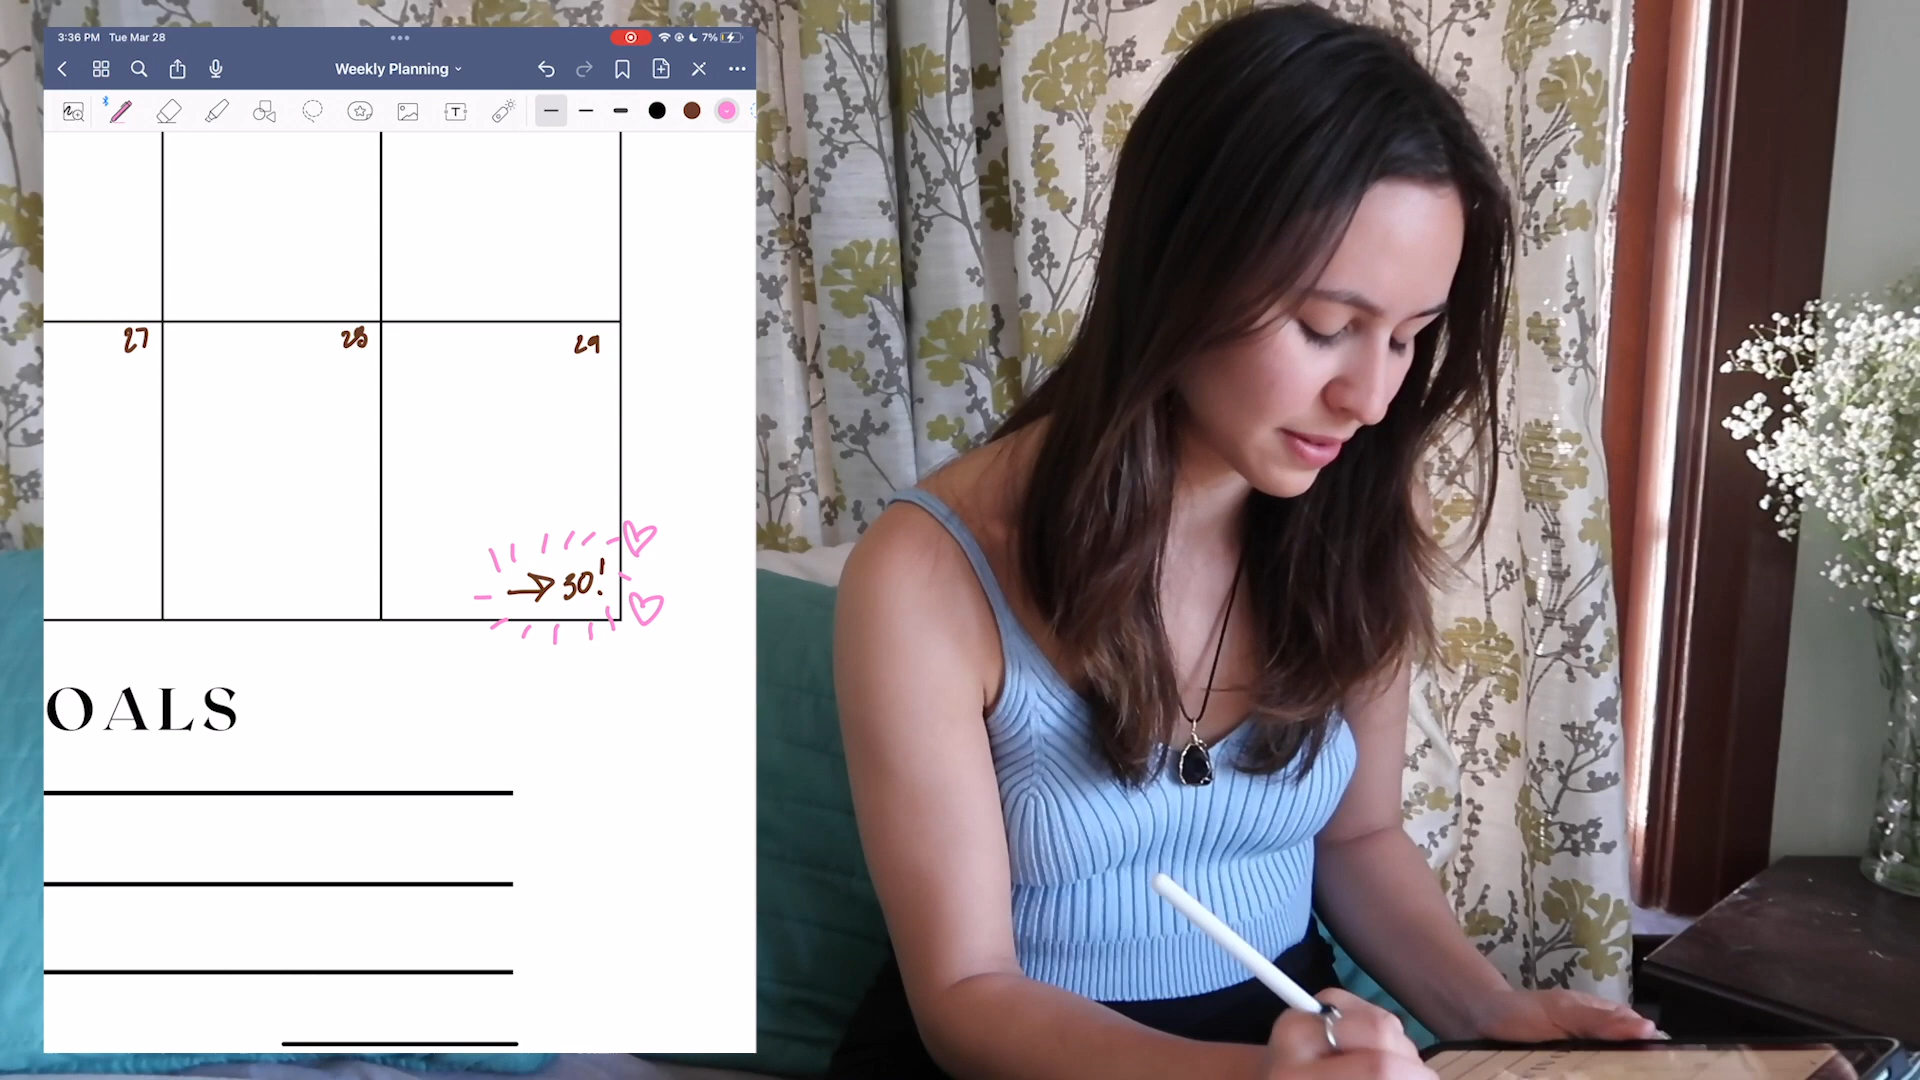 3:36 PM Tue Mar 28 7%
Weekly Planning
T
27 28 29
→ 30!
OALS